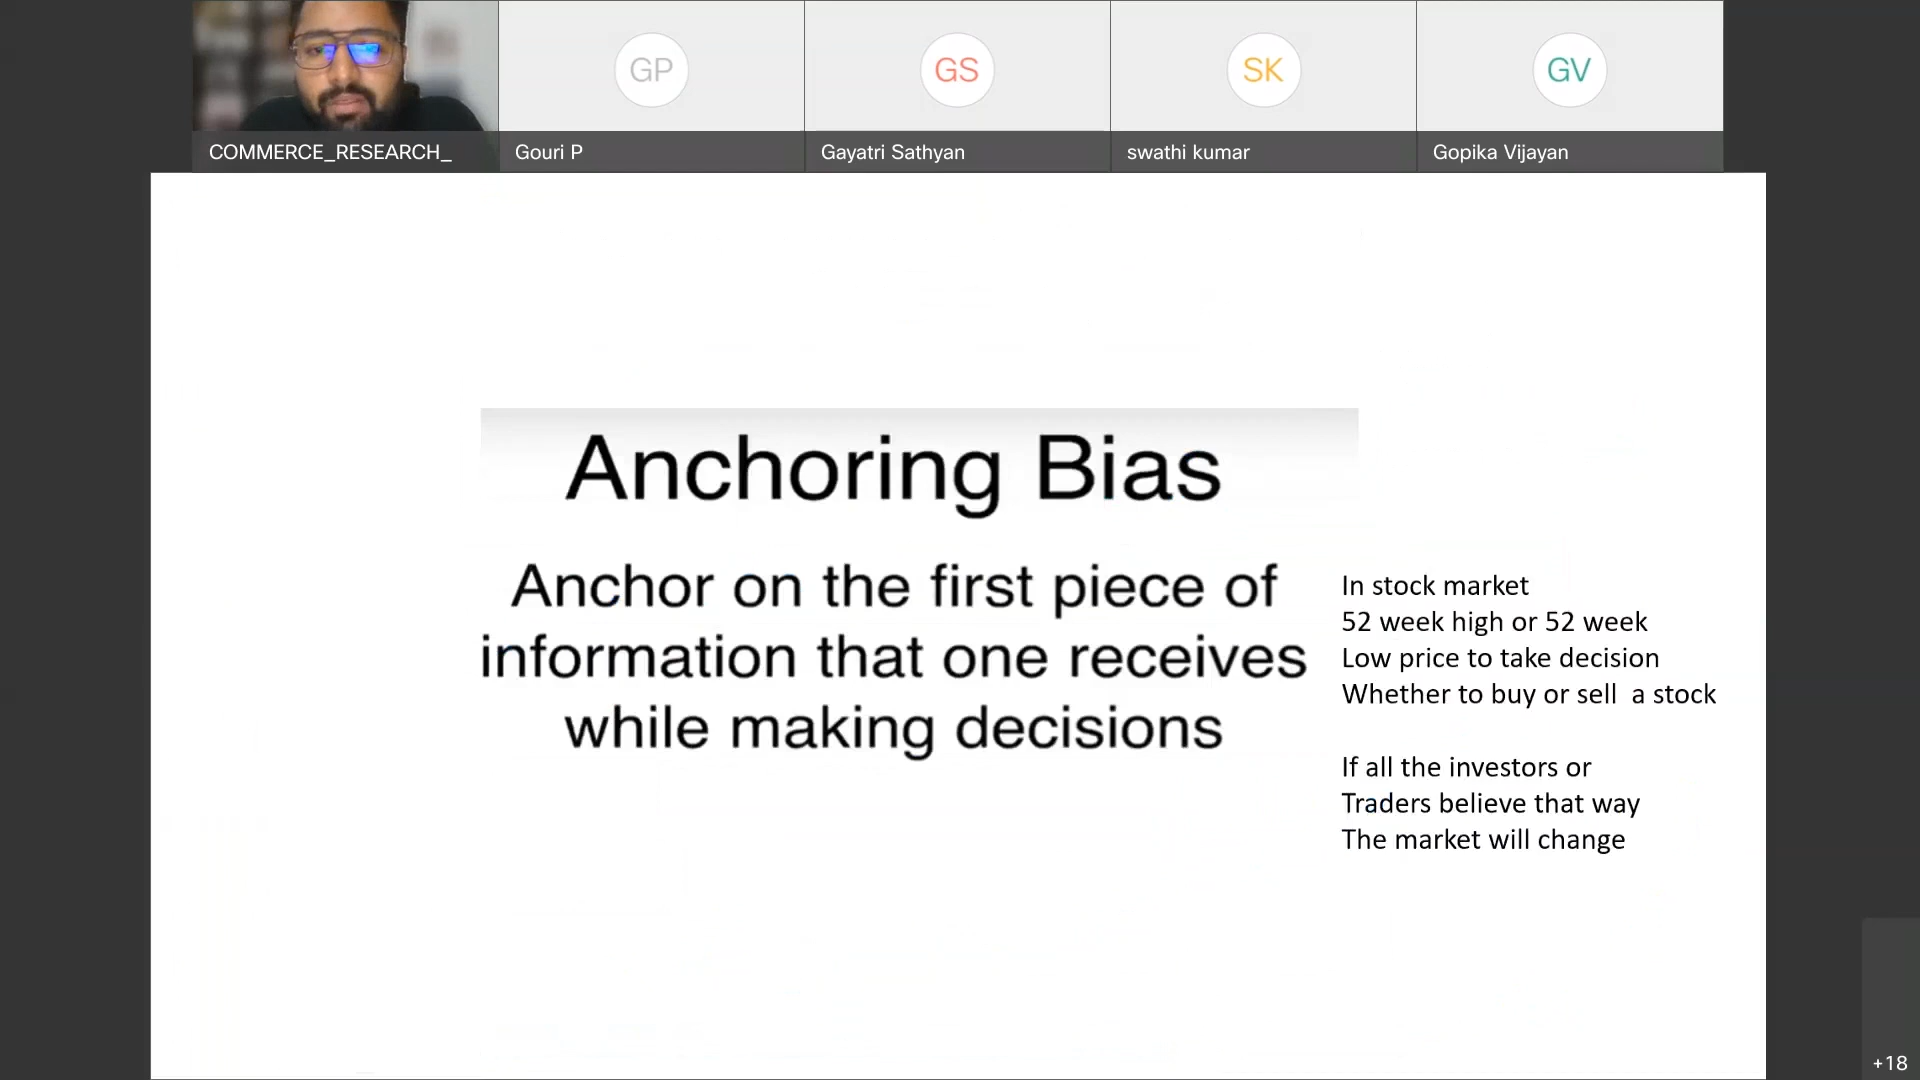 COMMERCE_RESEARCH_
GP
Gouri P
GS
Gayatri Sathyan
SK
swathi kumar
GV
Gopika Vijayan
Anchoring Bias
Anchor on the first piece of
information that one receives
while making decisions
In stock market
52 week high or 52 week
Low price to take decision
Whether to buy or sell  a stock
If all the investors or
Traders believe that way
The market will change
+18